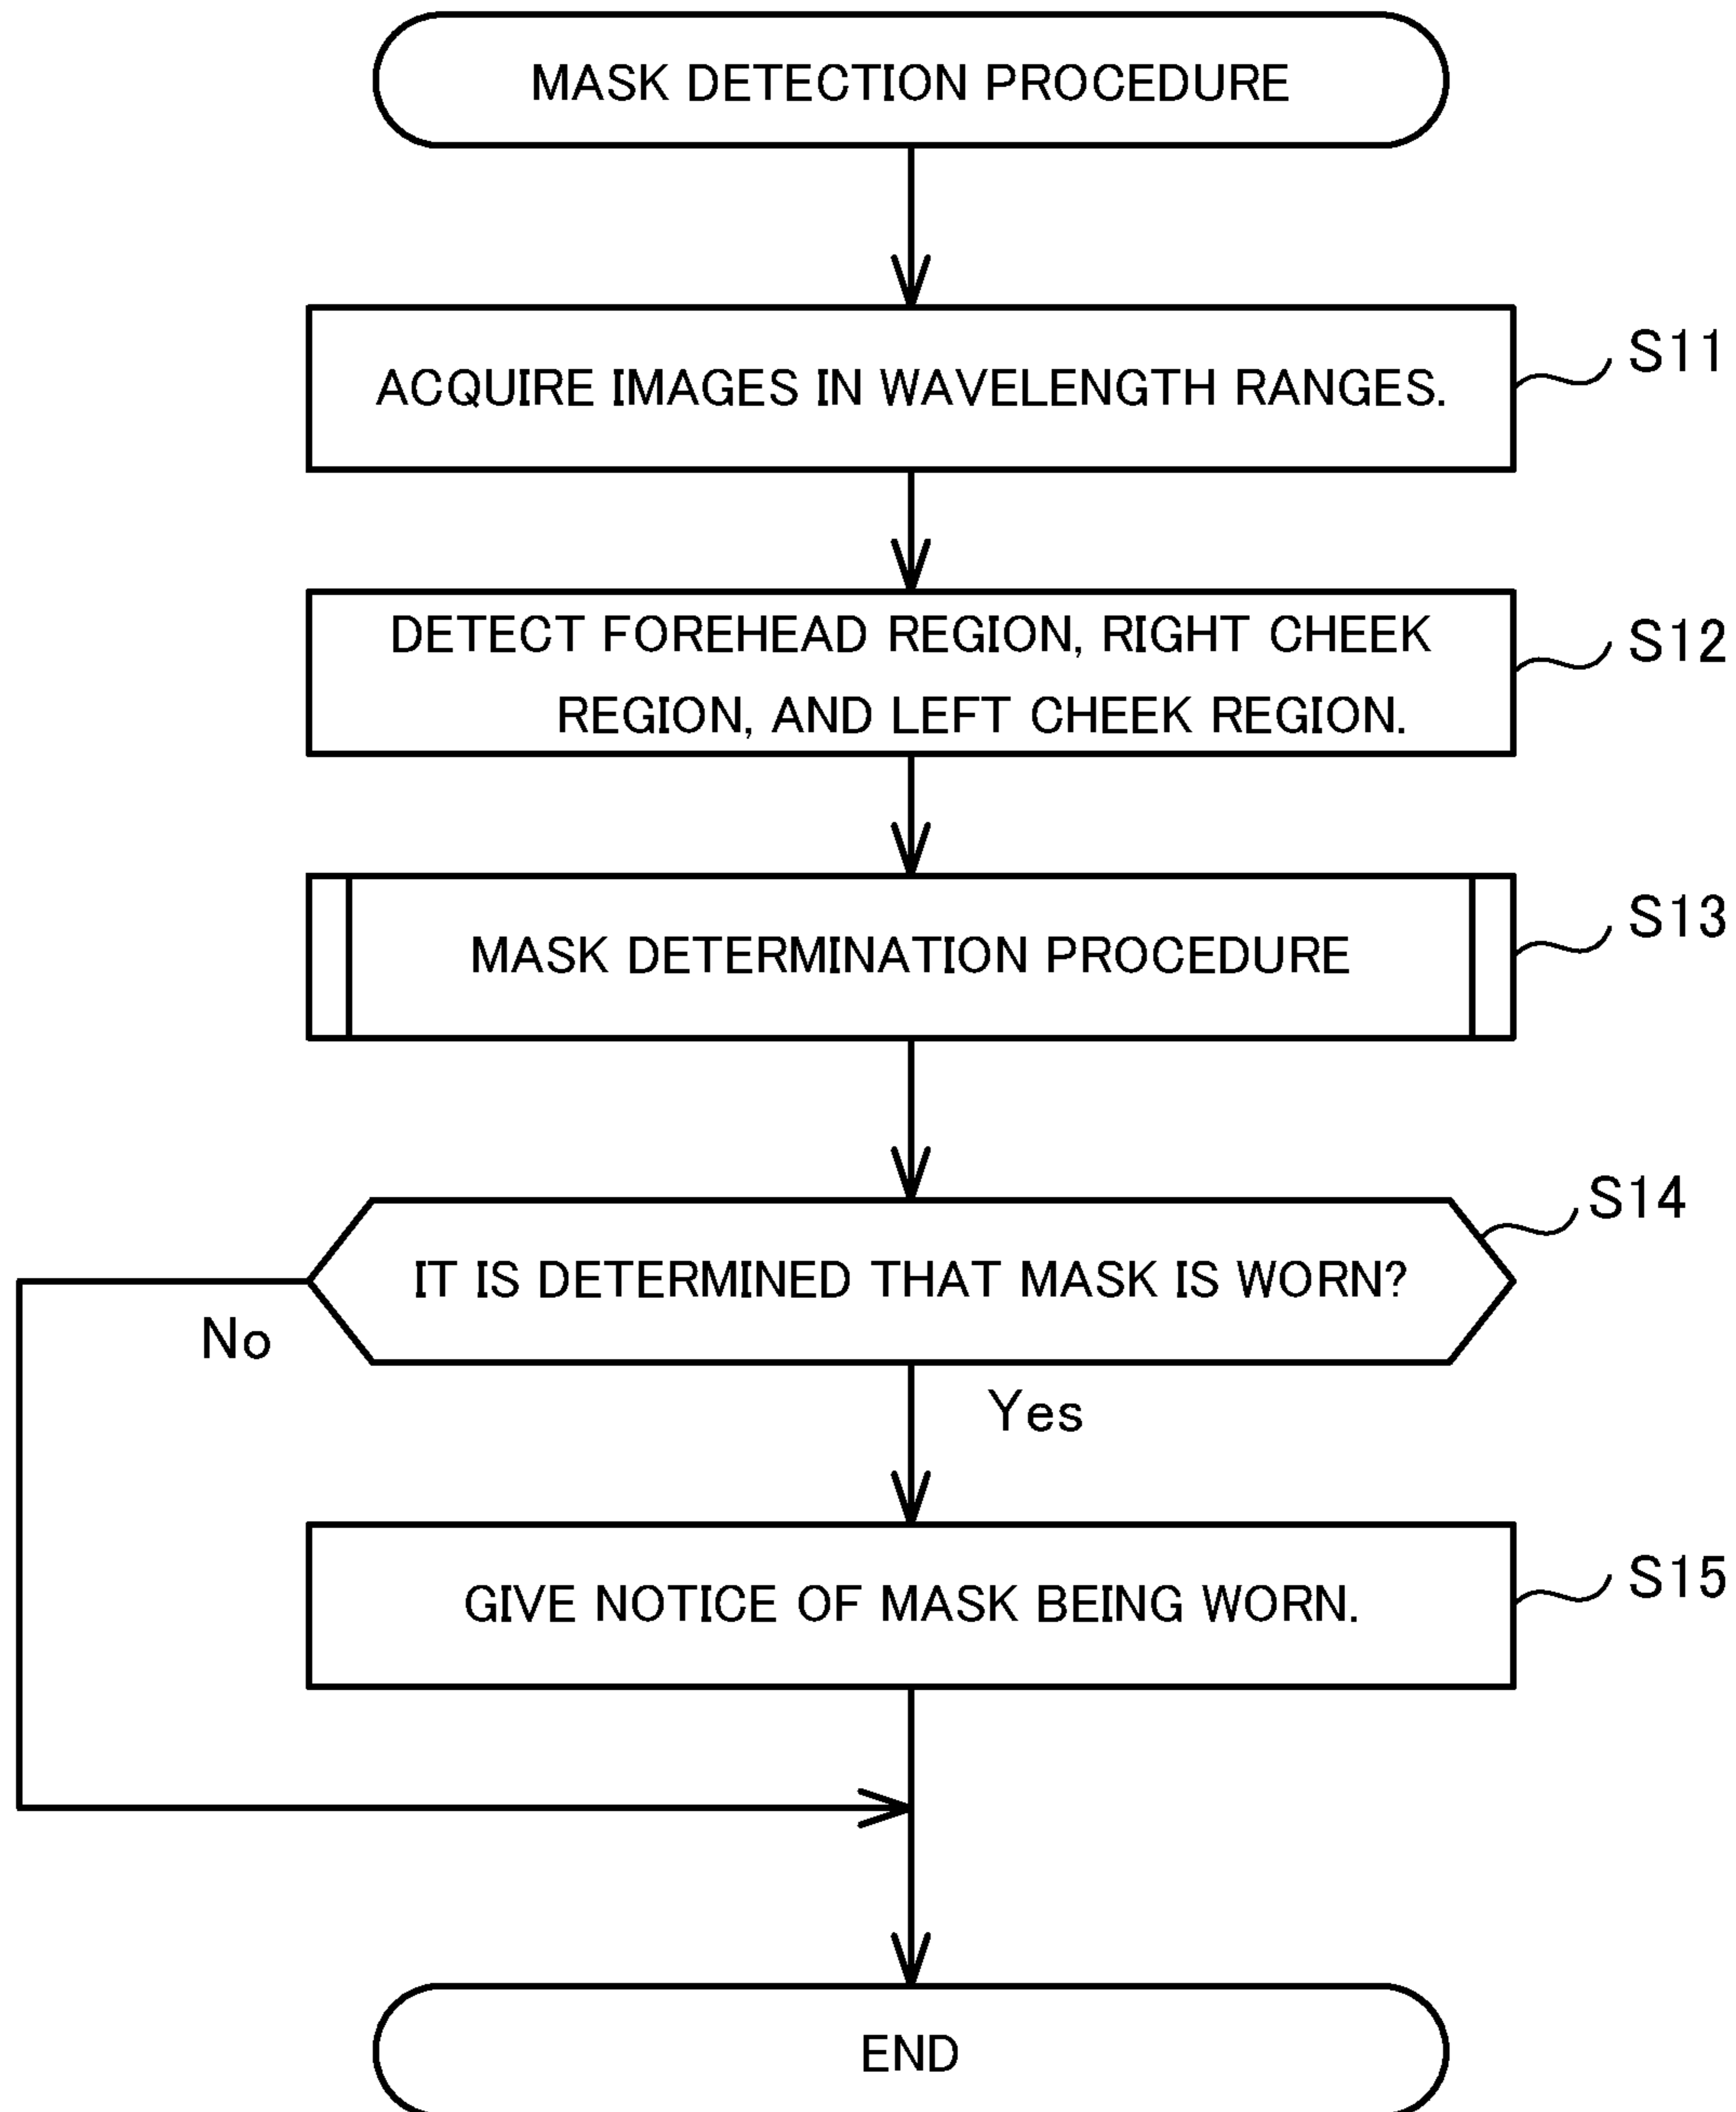 MASK DETECTION PROCEDURE
ACQUIRE IMAGES IN WAVELENGTH RANGES.
S11
DETECT FOREHEAD REGION, RIGHT CHEEK
REGION, AND LEFT CHEEK REGION.
S12
MASK DETERMINATION PROCEDURE
S13
IT IS DETERMINED THAT MASK IS WORN?
S14
No
Yes
GIVE NOTICE OF MASK BEING WORN.
S15
END